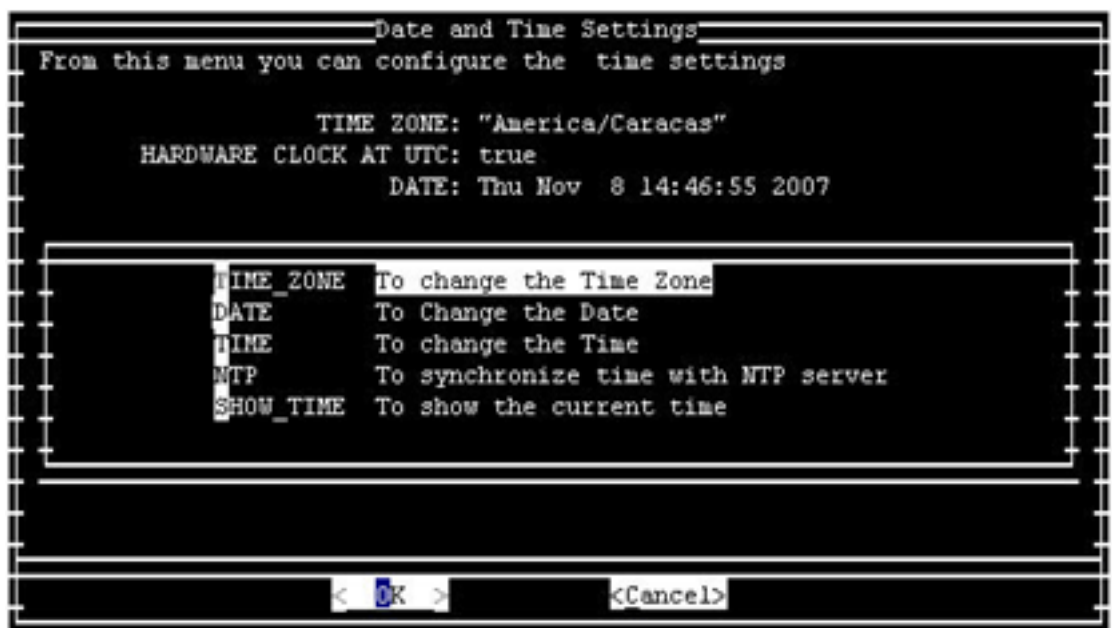 Date and Time Settings
From this menu you can configure the  time settings
TIME ZONE: "America/Caracas"
HARDWARE CLOCK AT UTC: true
DATE: Thu Nov  8 14:46:55 2007
TIME_ZONE  To change the Time Zone
DATE  To Change the Date
TIME  To change the Time
NTP  To synchronize time with NTP server
SHOW_TIME  To show the current time
<  OK  > <Cancel>